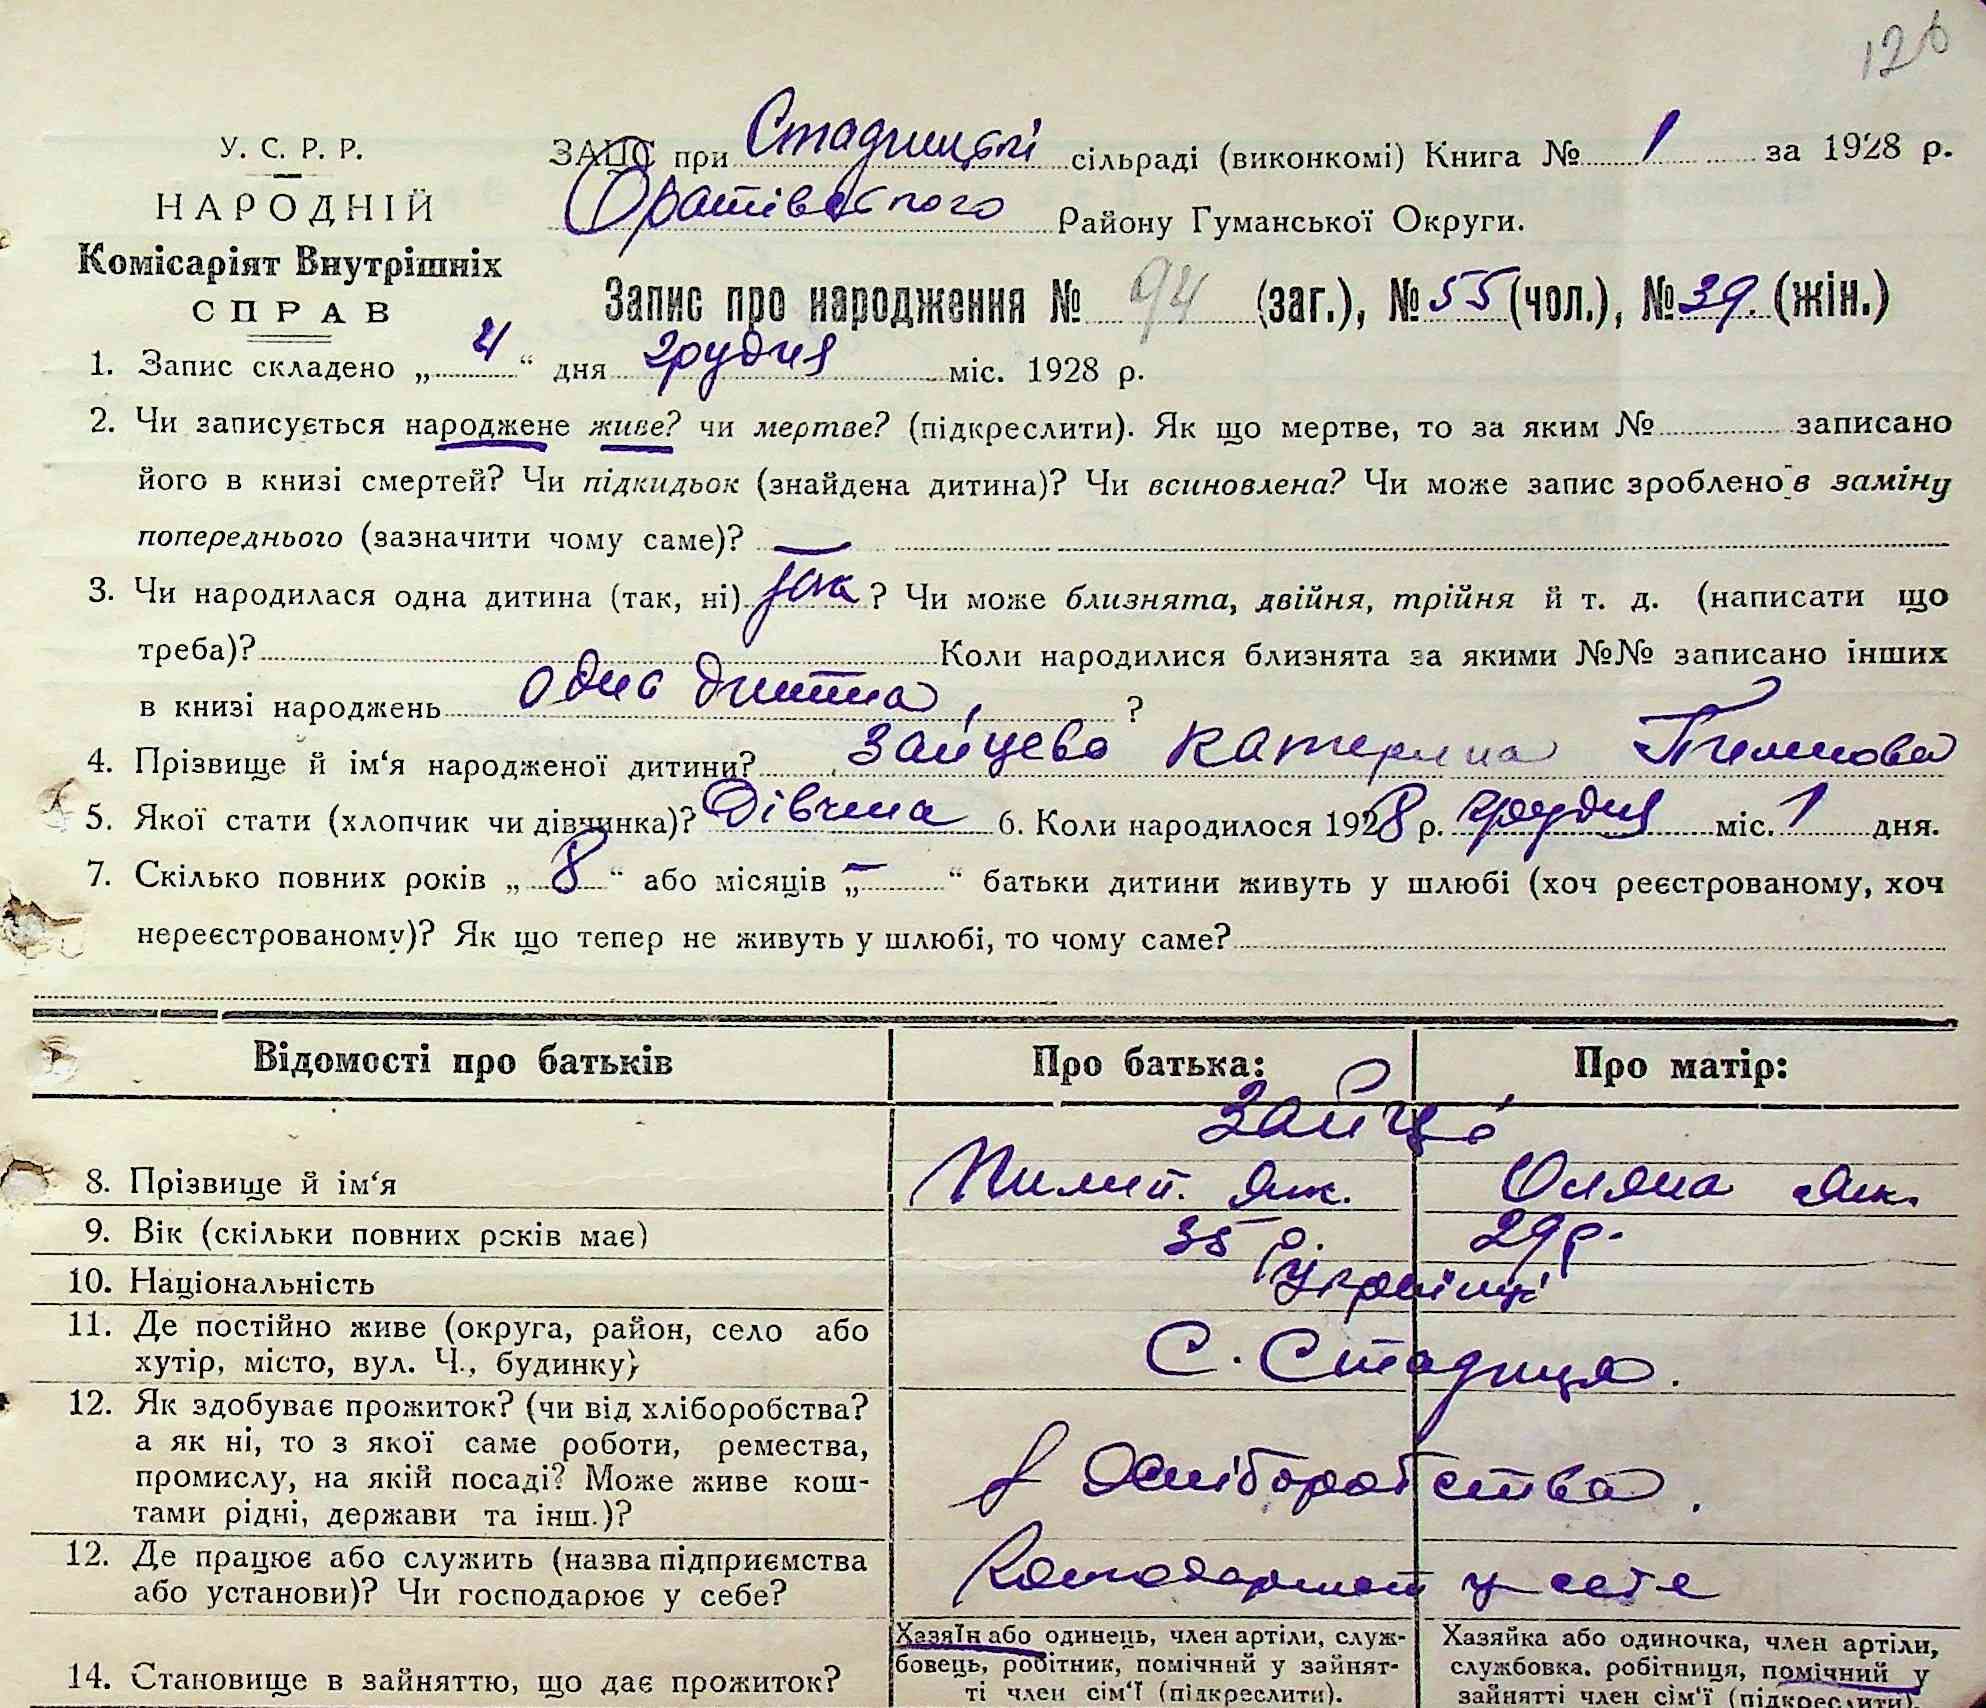 126
У. С. Р. Р.
НАРОДНІЙ
Комісаріят Внутрішніх
СПРАВ
ЗАПС при Стадницькі сільраді (виконкомі) Книга № 1 за 1928 р.
Оратівского Району Гуманської Округи.
Запис про народження № 94 (заг.), № 55 (чол.), № 39. (жін.)
1. Запис складено „ 4 “ дня грудня міс. 1928 р.
2. Чи записується народжене живе? чи мертве? (підкреслити). Як що мертве, то за яким № записано
його в книзі смертей? Чи підкидьок (знайдена дитина)? Чи всиновлена? Чи може запис зроблено в заміну
попереднього (зазначити чому саме)? —
3. Чи народилася одна дитина (так, ні) так ? Чи може близнята, двійня, трійня й т. д. (написати що
треба)? Коли народилися близнята за якими №№ записано інших
в книзі народжень одна дитина, ?
4. Прізвище й ім‘я народженої дитини? Зайцева Катерина
5. Якої стати (хлопчик чи дівчинка)? Дівчина 6. Коли народилось 1928 р. грудня міс. 1 дня.
7. Скілько повних років „ 8 “ або місяців „ – “ батьки дитини живуть у шлюбі (хоч реєстрованому, хоч
нереєстрованому)? Як що тепер не живуть у шлюбі, то чому саме?
Відомості про батьків Про батька: Про матір:
8. Прізвище й ім‘я Пилип. Як. Оляна Як.
9. Вік (скільки повних років має) 35 р. 29 р.
10. Національність Українці
11. Де постійно живе (округа, район, село або
хутір, місто, вул. Ч., будинку)
С. Стадниця.
12. Як здобуває прожиток? (чи від хліборобства?
а як ні, то з якої саме роботи, ремества,
промислу, на якій посаді? Може живе кош-
тами рідні, держави та інш.)?
З хліборобства.
12. Де працює або служить (назва підприємства
або установи)? Чи господарює у себе?
у себе
14. Становище в зайняттю, що дає прожиток?
Хазяїн або одинець, член артіли, служ-
бовець, робітник, помічний у зайнят-
ті член сім‘ї (підкреслити).
Хазяйка або одиночка, член артіли,
службовка. робітниця, помічний у
зайнятті член сім‘ї (підкреслити)